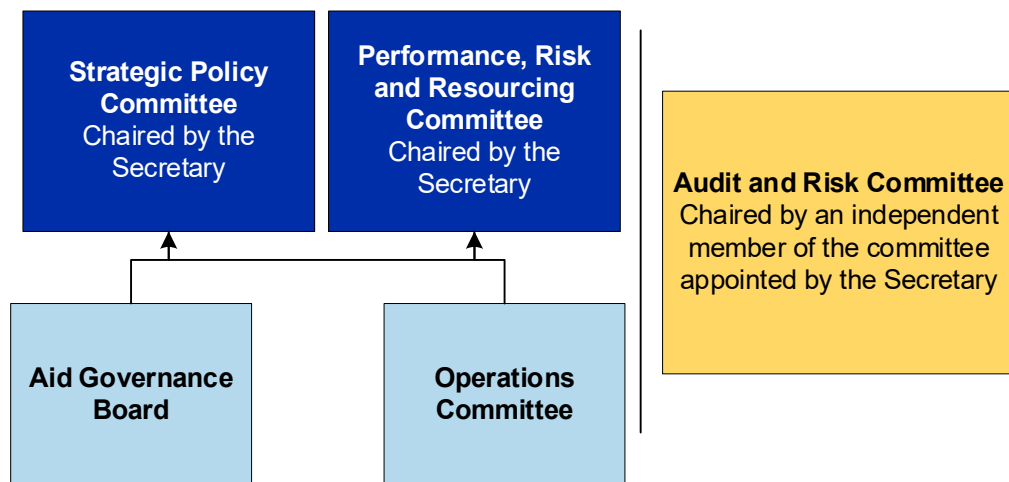 Strategic Policy
Committee
Chaired by the
Secretary
Performance, Risk
and Resourcing
Committee
Chaired by the
Secretary
Audit and Risk Committee
Chaired by an independent
member of the committee
appointed by the Secretary
Aid Governance
Board
Operations
Committee